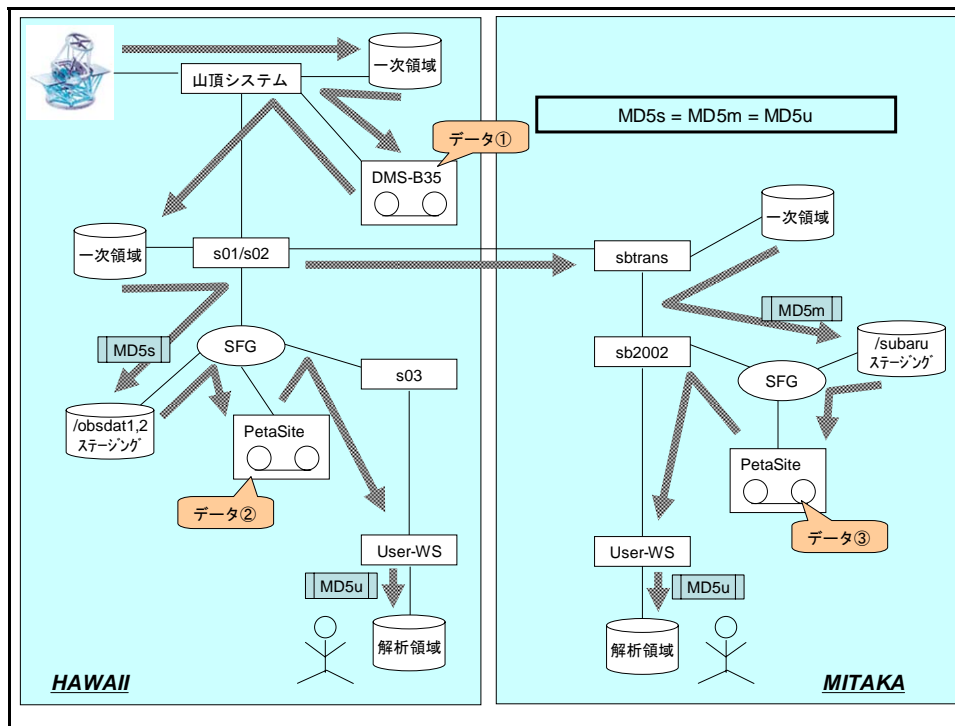 一次領域
山頂システム
MD5s = MD5m = MD5u
データ①
DMS-B35
一次領域
s01/s02
一次領域
sbtrans
MD5m
MD5s
SFG
sb2002
/subaru
ステージング
s03
SFG
/obsdat1,2
ステージング
PetaSite
PetaSite
データ②
データ③
User-WS
User-WS
MD5u
MD5u
解析領域
解析領域
HAWAII
MITAKA